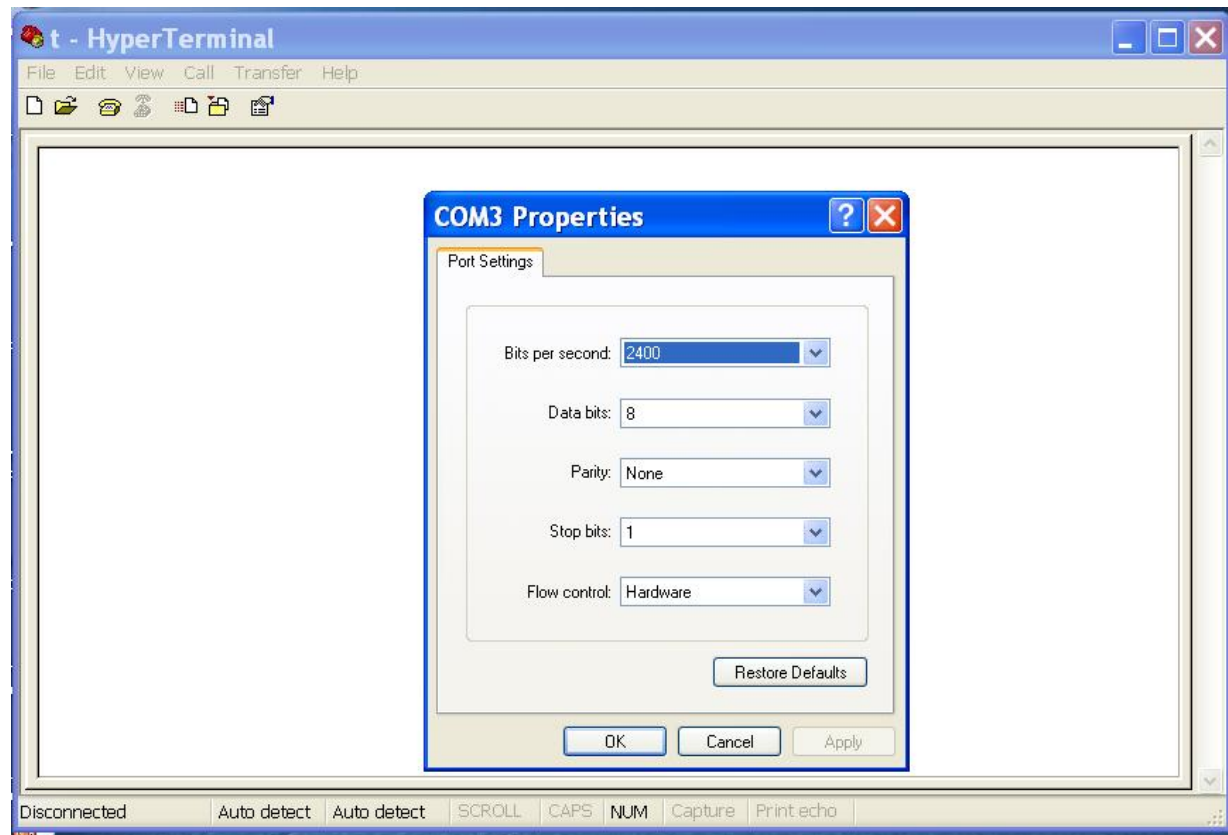 t - HyperTerminal
File Edit View Call Transfer Help
COM3 Properties
Port Settings
Bits per second: 2400
Data bits: 8
Parity: None
Stop bits: 1
Flow control: Hardware
Restore Defaults
OK Cancel Apply
Disconnected Auto detect Auto detect SCROLL CAPS NUM Capture Print echo